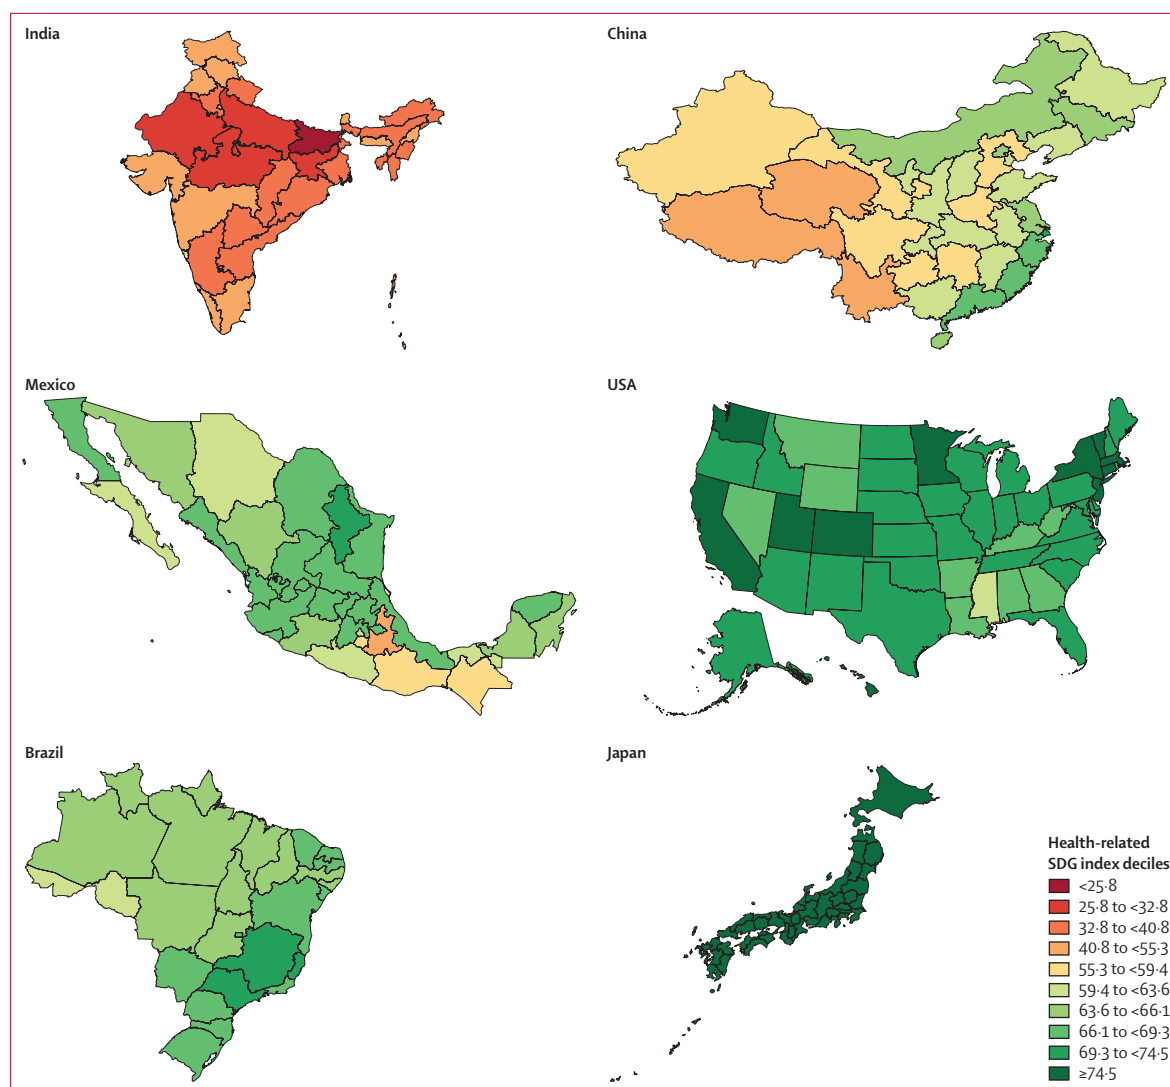 India
China
Mexico
USA
Brazil
Japan
Health-related
SDG index deciles
<25·8
25·8 to <32·8
32·8 to <40·8
40·8 to <55·3
55·3 to <59·4
59·4 to <63·6
63·6 to <66·1
66·1 to <69·3
69·3 to <74·5
≥74·5